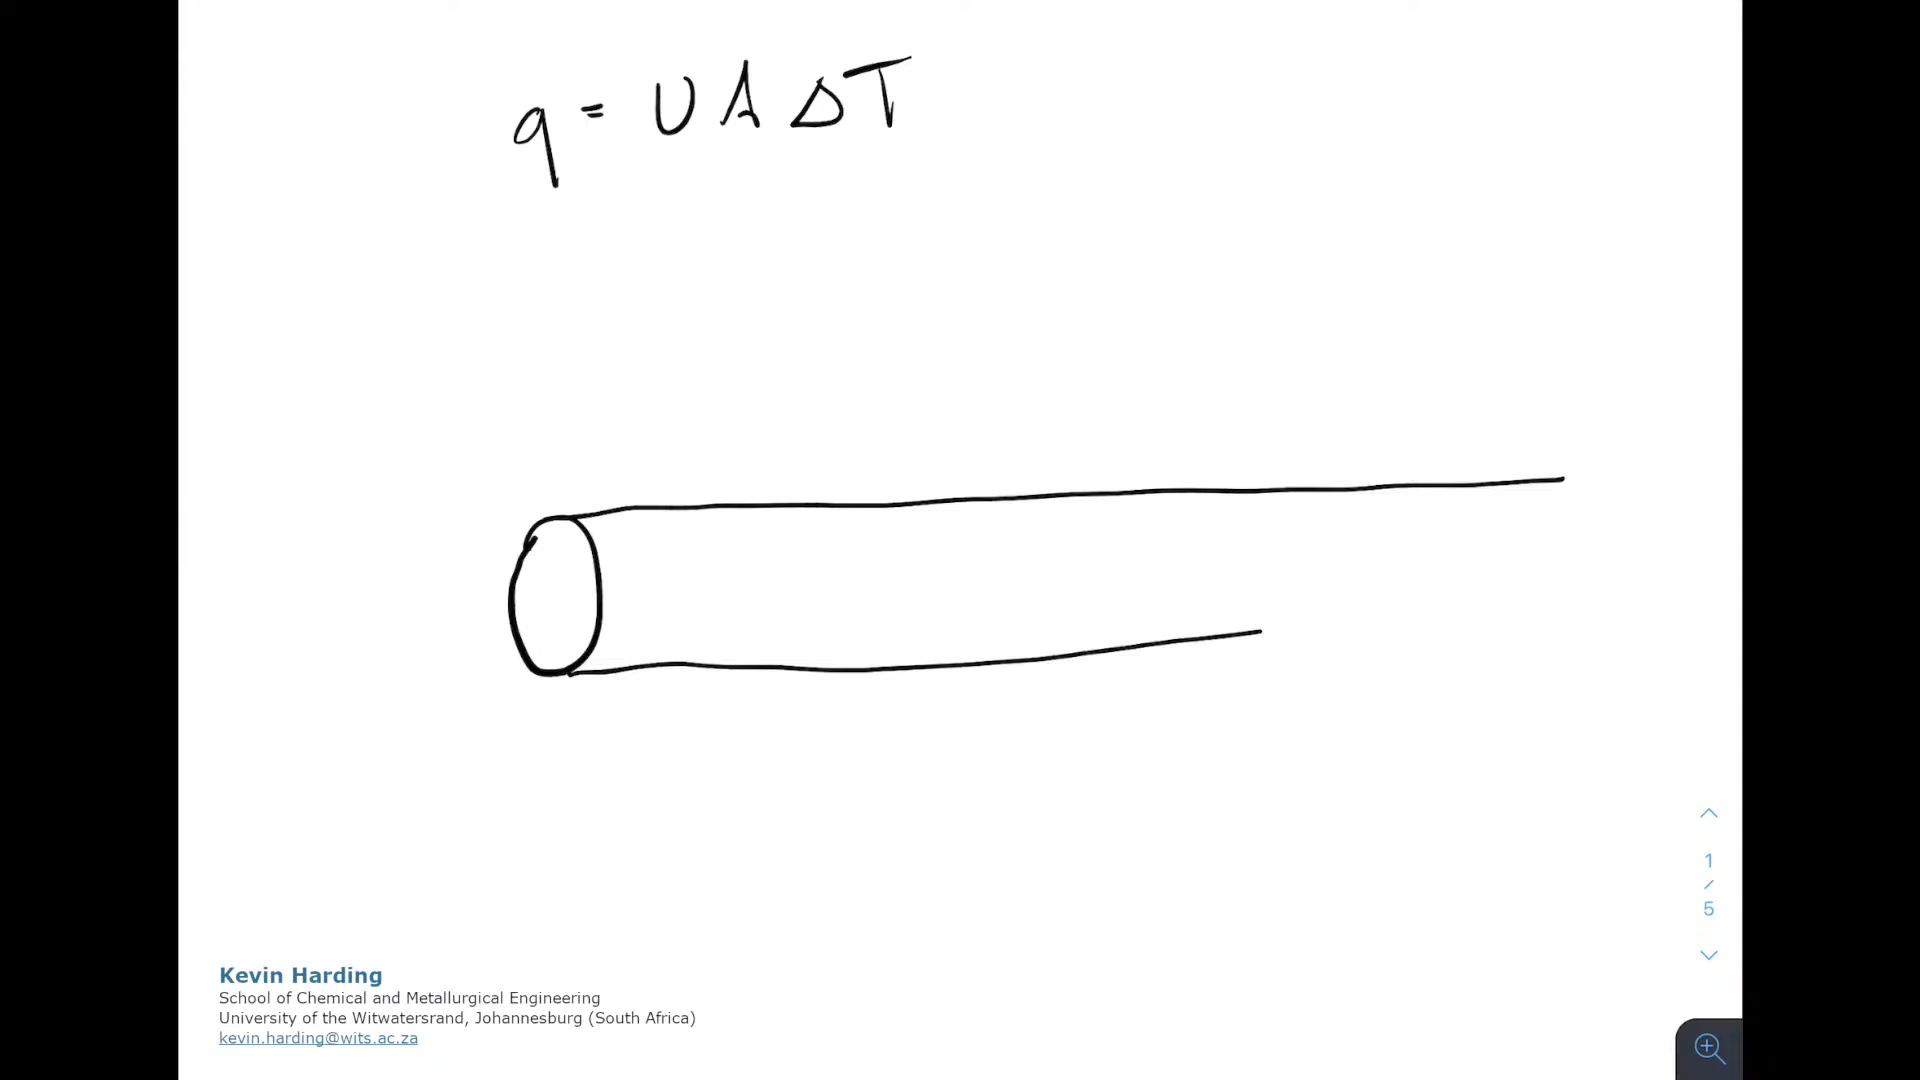 q = U A ΔT
1
/
5
Kevin Harding
School of Chemical and Metallurgical Engineering
University of the Witwatersrand, Johannesburg (South Africa)
kevin.harding@wits.ac.za